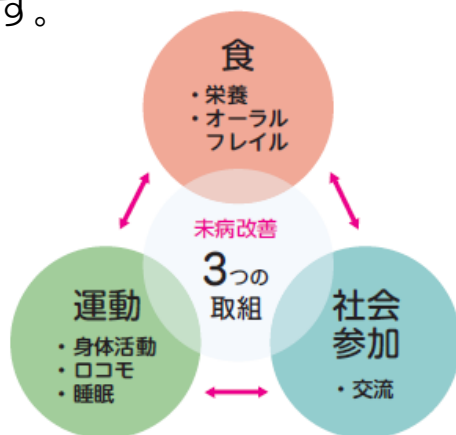 す。
食
・栄養
・オーラル
フレイル
未病改善
3つの
取組
運動
・身体活動
・ロコモ
・睡眠
社会
参加
・交流